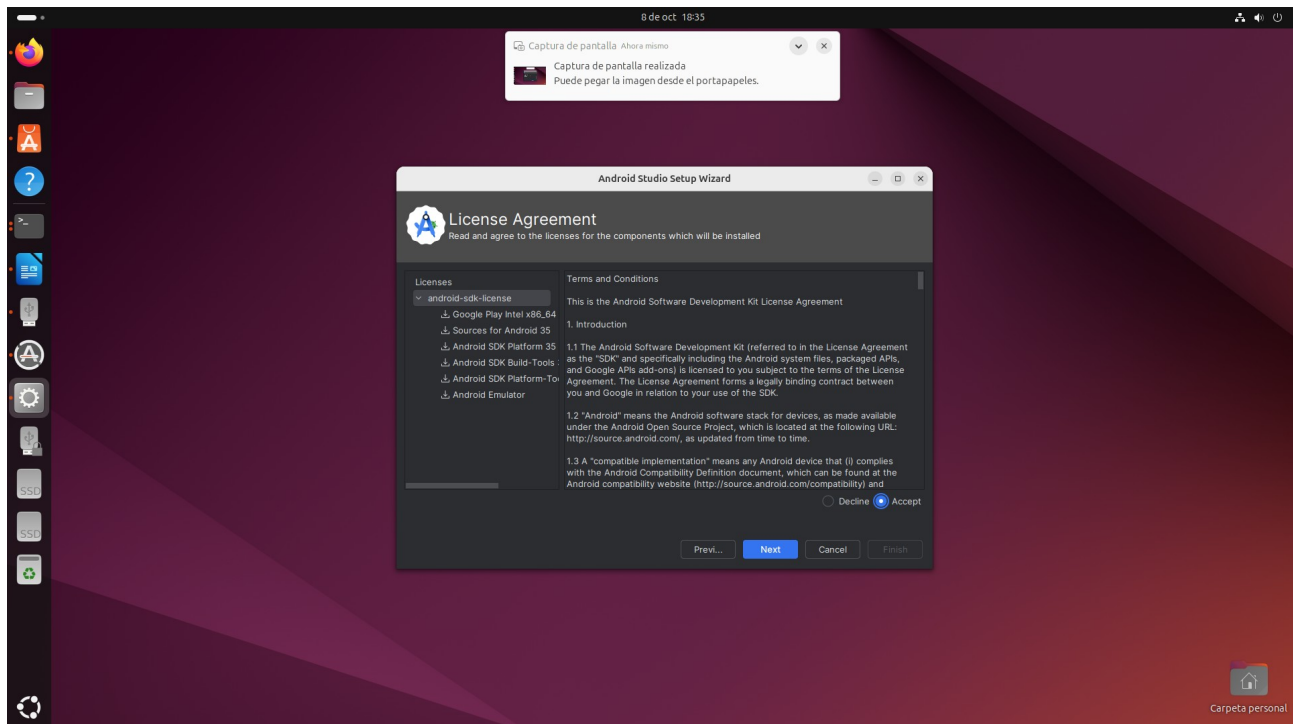 8 de oct 18:35
Captura de pantalla Ahora mismo
Captura de pantalla realizada
Puede pegar la imagen desde el portapapeles.
Android Studio Setup Wizard
License Agreement
Read and agree to the licenses for the components which will be installed
Licenses
android-sdk-license
Google Play Intel x86_64
Sources for Android 35
Android SDK Platform 35
Android SDK Build-Tools
Android SDK Platform-To
Android Emulator
Terms and Conditions
This is the Android Software Development Kit License Agreement
1. Introduction
1.1 The Android Software Development Kit (referred to in the License Agreement
as the "SDK" and specifically including the Android system files, packaged APIs,
and Google APIs add-ons) is licensed to you subject to the terms of the License
Agreement. The License Agreement forms a legally binding contract between
you and Google in relation to your use of the SDK.
1.2 "Android" means the Android software stack for devices, as made available
under the Android Open Source Project, which is located at the following URL:
http://source.android.com/, as updated from time to time.
1.3 A "compatible implementation" means any Android device that (i) complies
with the Android Compatibility Definition document, which can be found at the
Android compatibility website (http://source.android.com/compatibility) and
Decline Accept
Previ... Next Cancel Finish
SSD
SSD
Carpeta personal